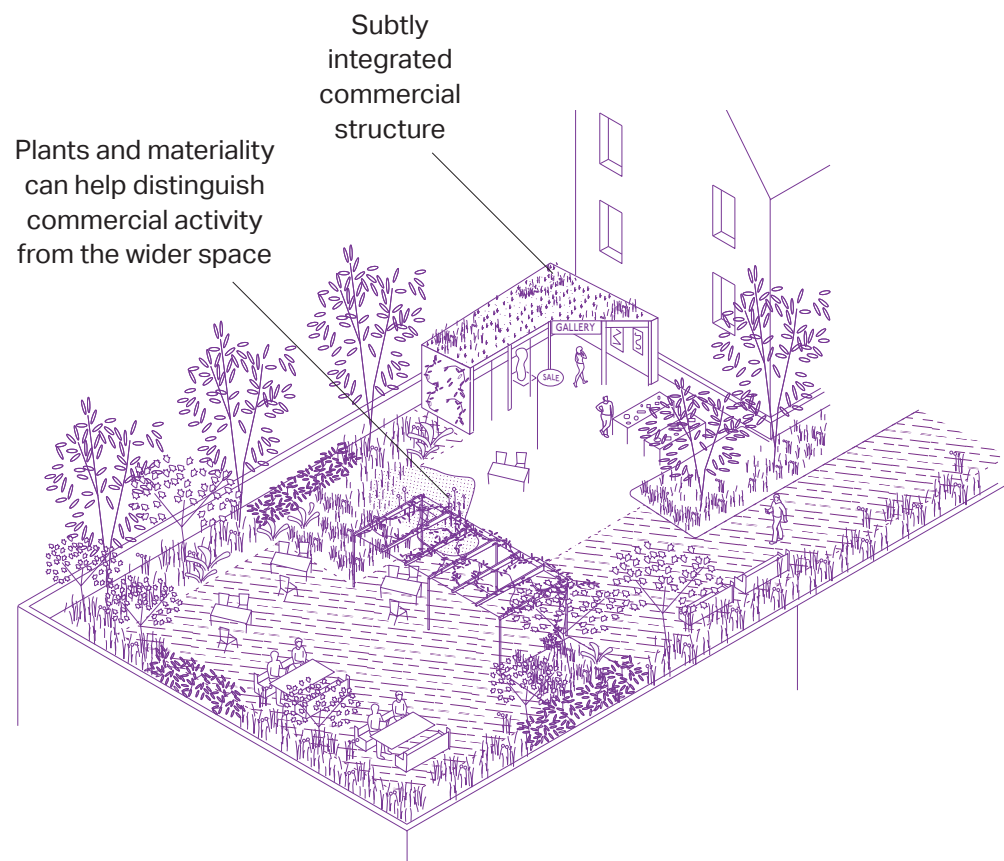 Subtly
integrated
commercial
structure
Plants and materiality
can help distinguish
commercial activity
from the wider space
GALLERY
SALE